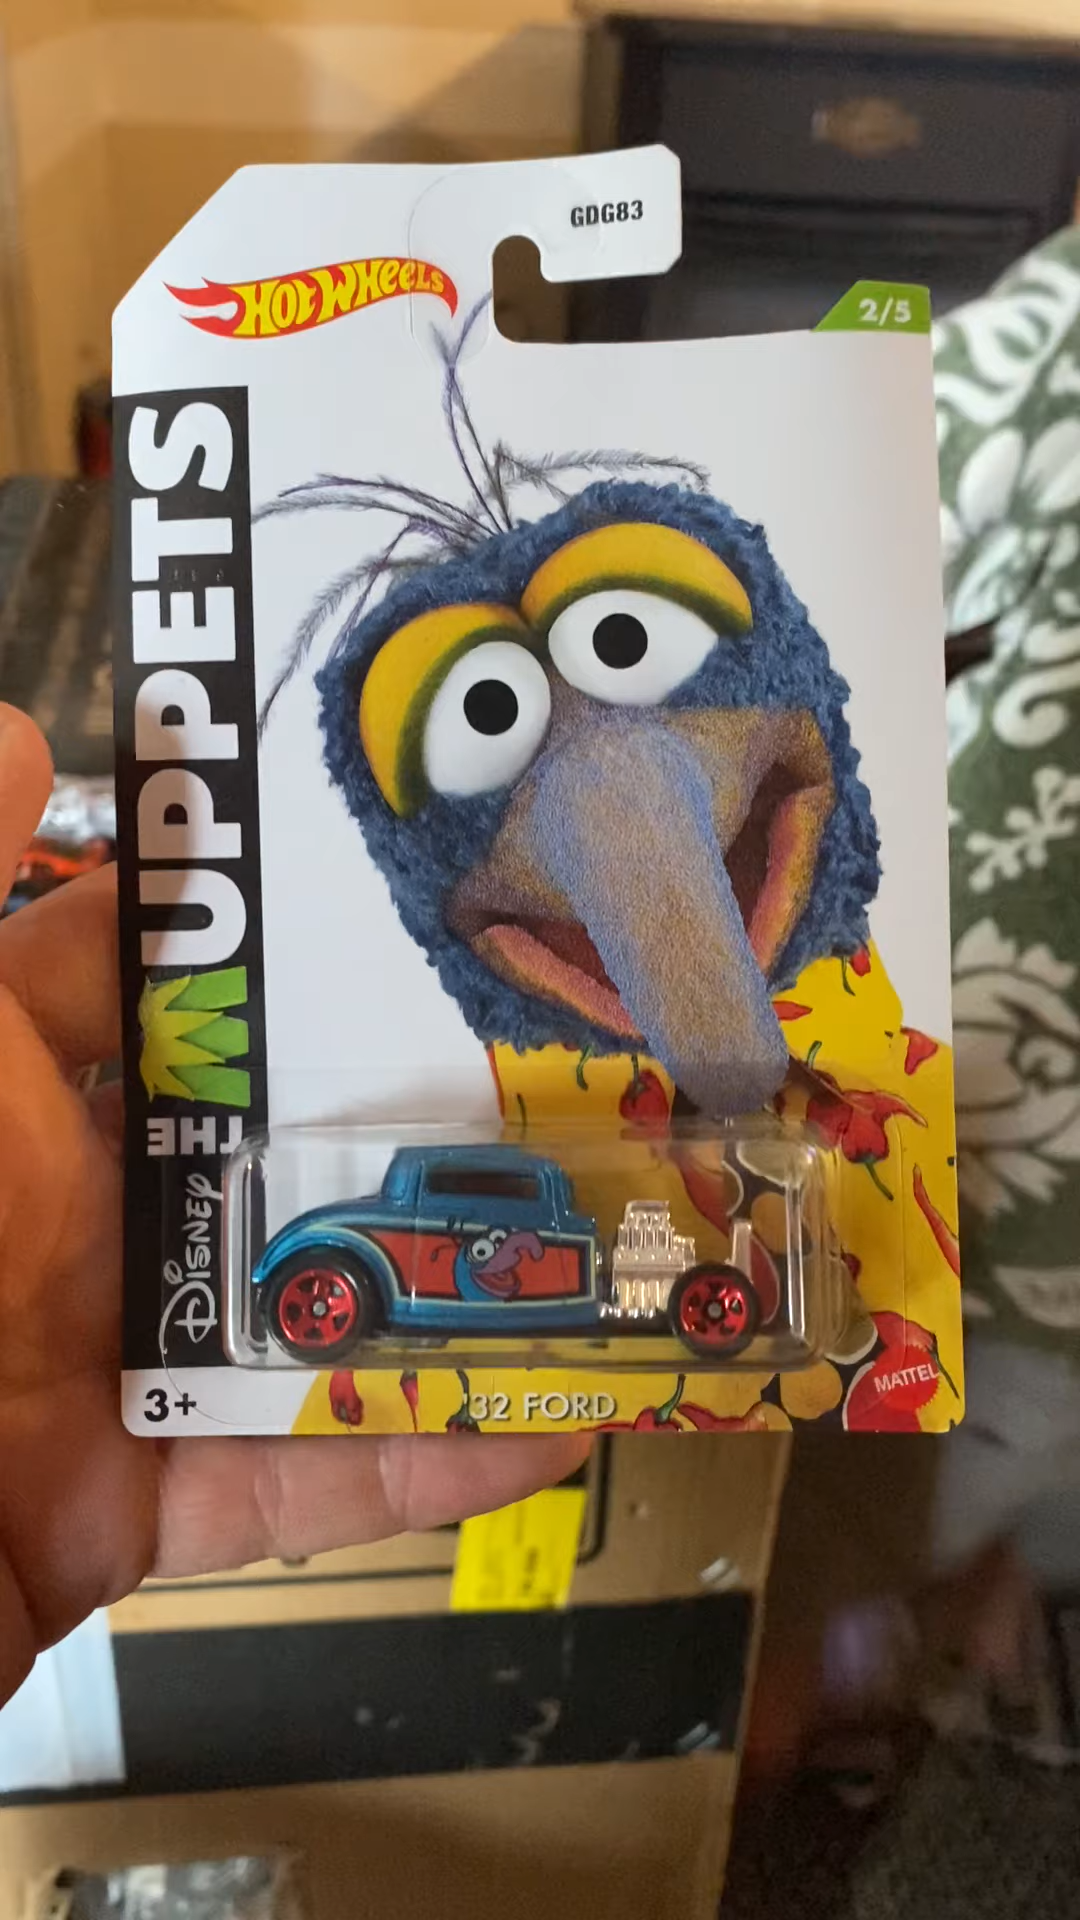 GDG83
HOT WHEELS
2/5
DISNEY
THE MUPPETS
3+
'32 FORD
MATTEL